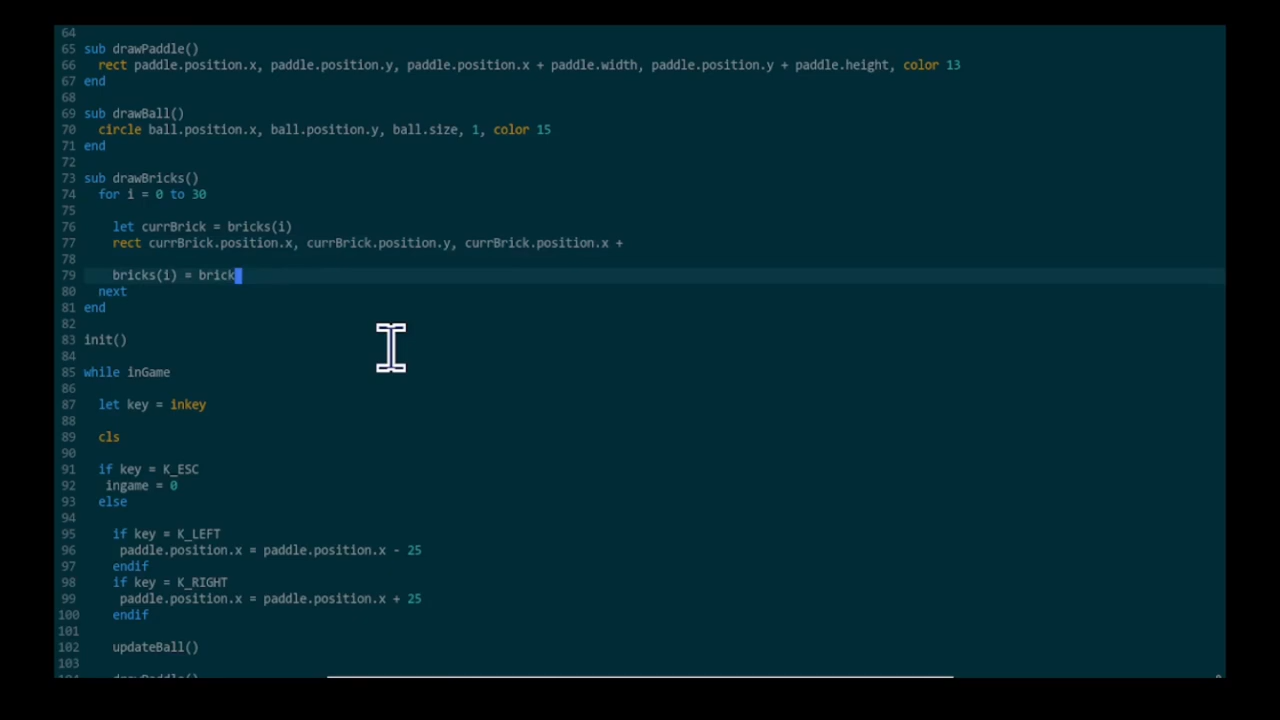 64
65 sub drawPaddle()
66 rect paddle.position.x, paddle.position.y, paddle.position.x + paddle.width, paddle.position.y + paddle.height, color 13
67 end
68
69 sub drawBall()
70 circle ball.position.x, ball.position.y, ball.size, 1, color 15
71 end
72
73 sub drawBricks()
74 for i = 0 to 30
75
76 let currBrick = bricks(i)
77 rect currBrick.position.x, currBrick.position.y, currBrick.position.x +
78
79 bricks(i) = brick
80 next
81 end
82
83 init()
84
85 while inGame
86
87 let key = inkey
88
89 cls
90
91 if key = K_ESC
92 ingame = 0
93 else
94
95 if key = K_LEFT
96 paddle.position.x = paddle.position.x - 25
97 endif
98 if key = K_RIGHT
99 paddle.position.x = paddle.position.x + 25
100 endif
101
102 updateBall()
103